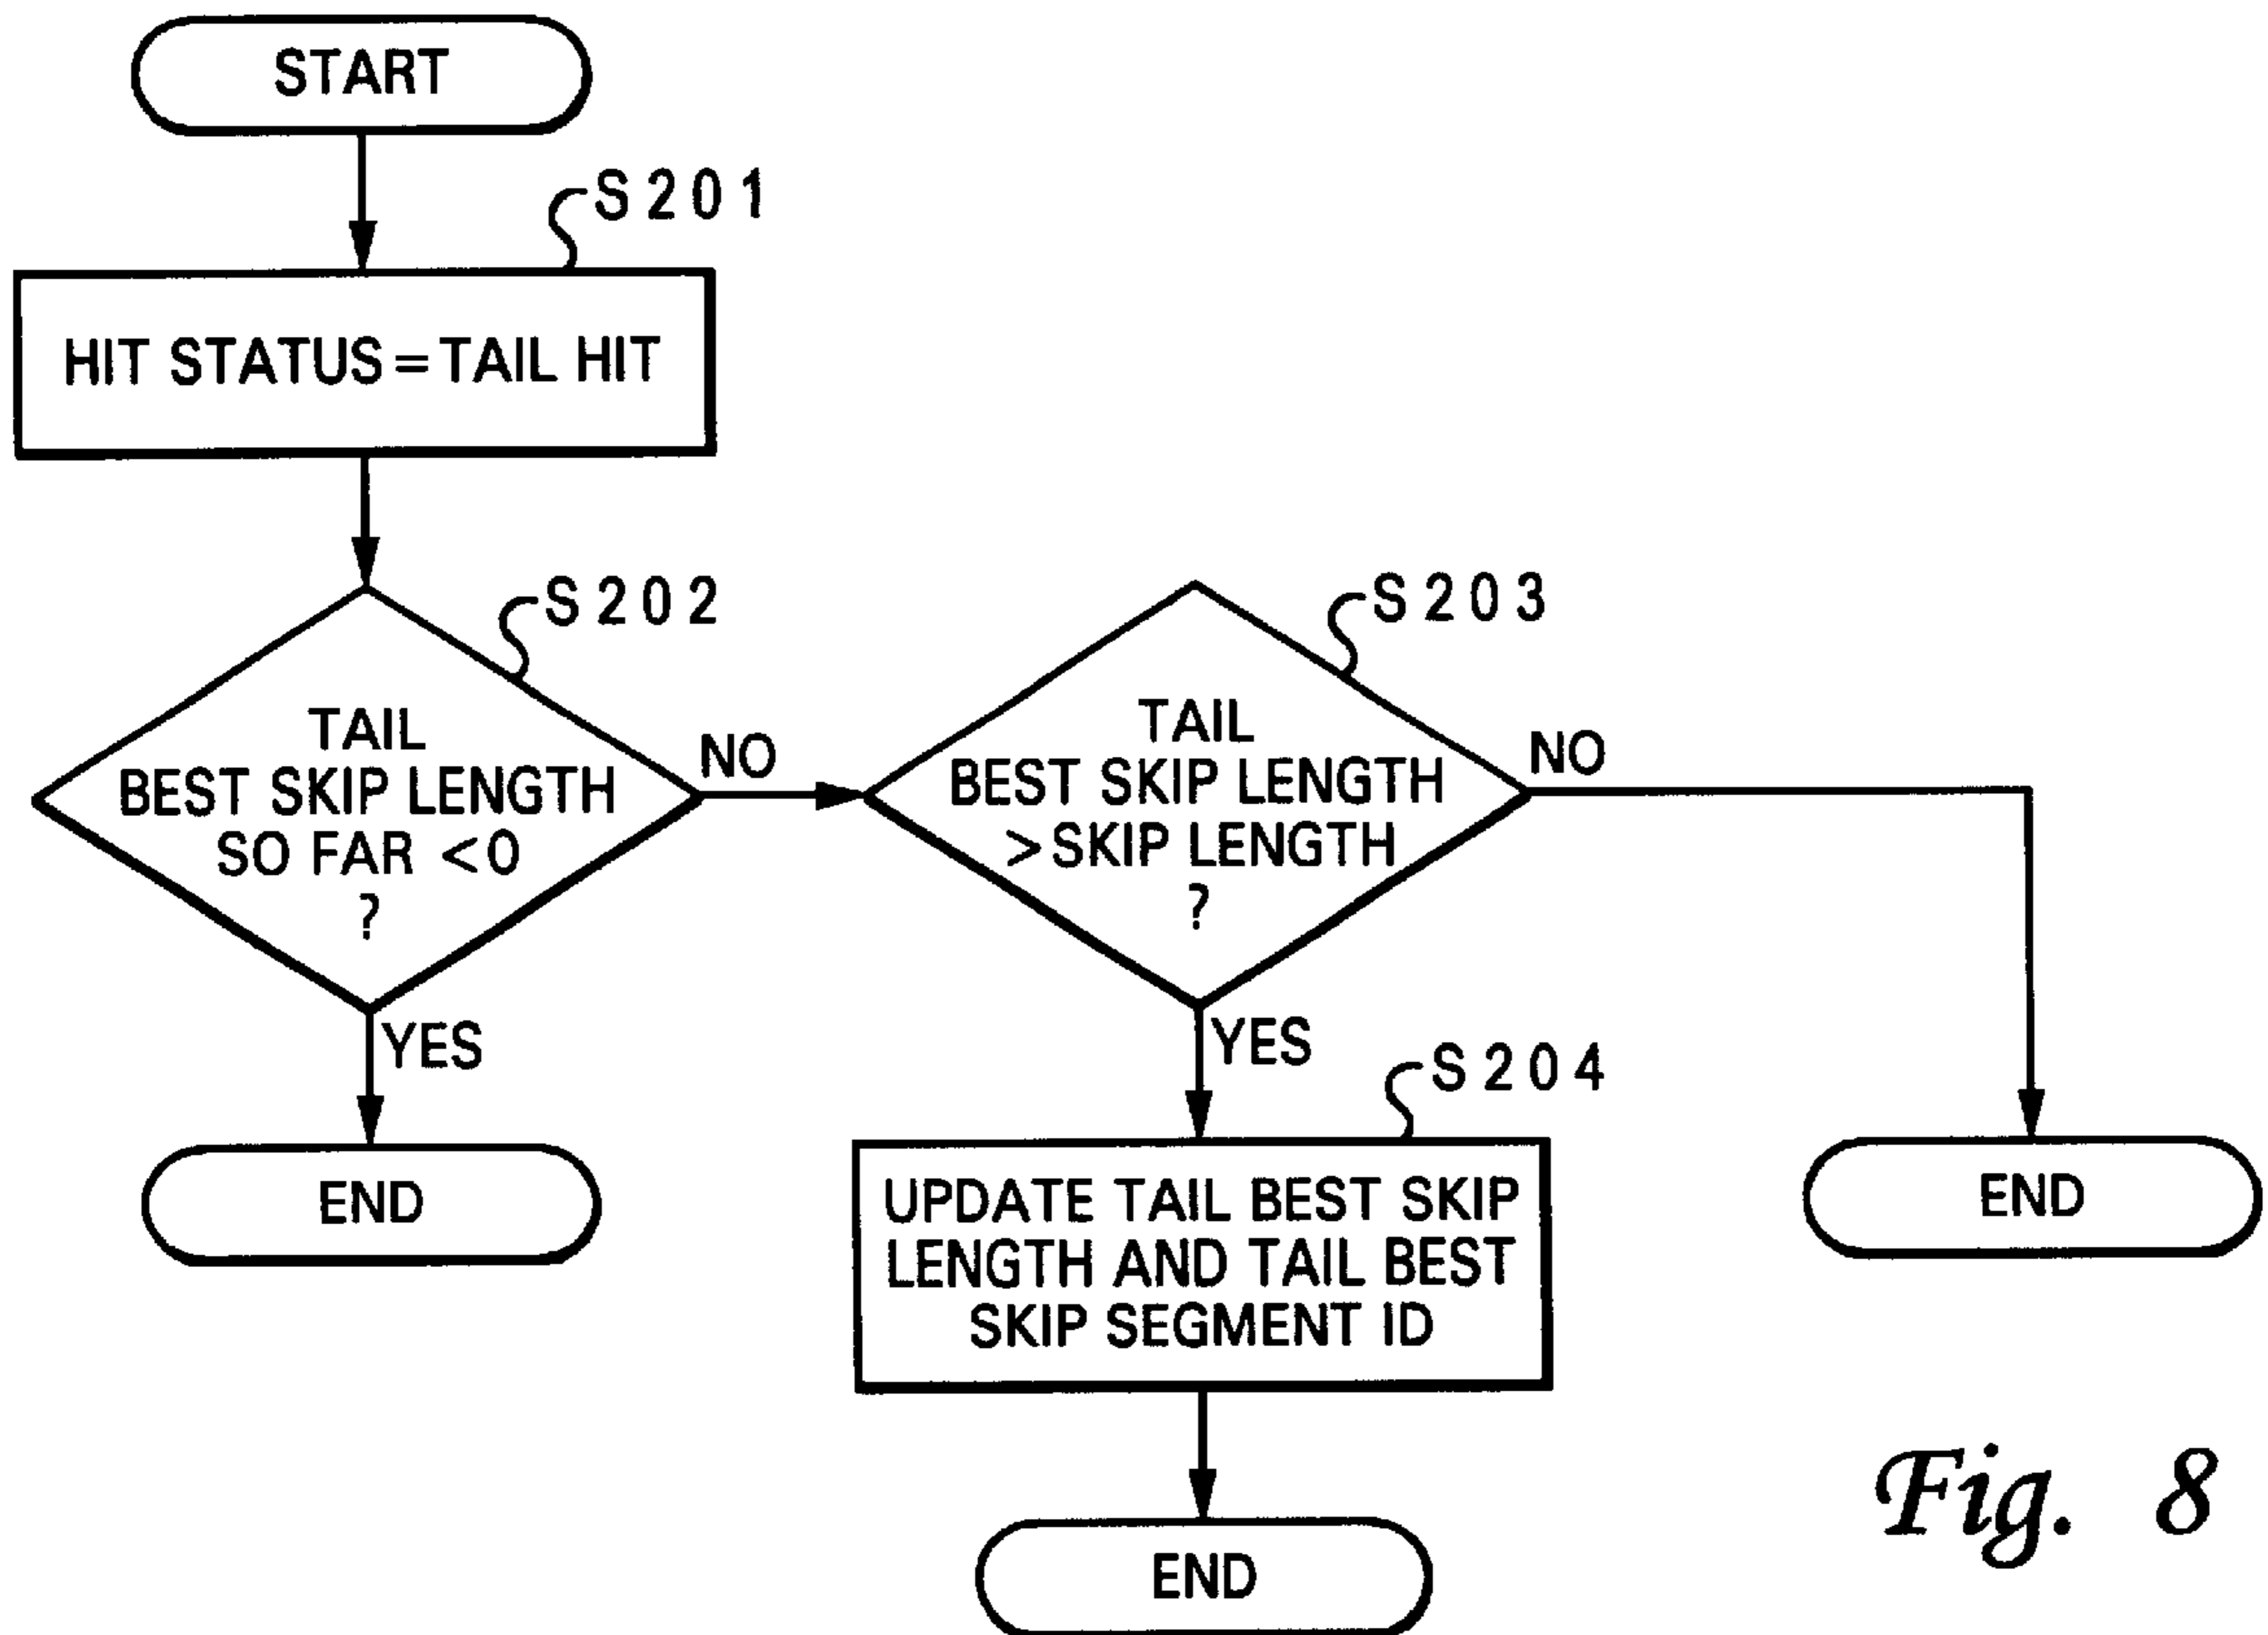 START
S201
HIT STATUS=TAIL HIT
S202
TAIL
BEST SKIP LENGTH
SO FAR <0
?
NO
YES
END
S203
TAIL
BEST SKIP LENGTH
>SKIP LENGTH
?
NO
YES
S204
UPDATE TAIL BEST SKIP
LENGTH AND TAIL BEST
SKIP SEGMENT ID
END
END
Fig. 8